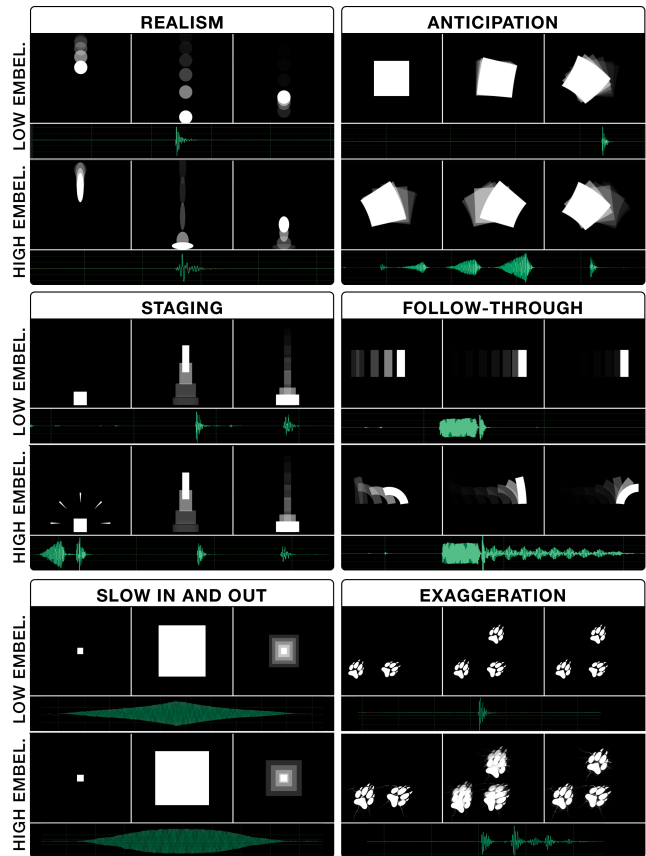 REALISM
ANTICIPATION
LOW EMBEL.
HIGH EMBEL.
STAGING
FOLLOW-THROUGH
LOW EMBEL.
HIGH EMBEL.
SLOW IN AND OUT
EXAGGERATION
LOW EMBEL.
HIGH EMBEL.